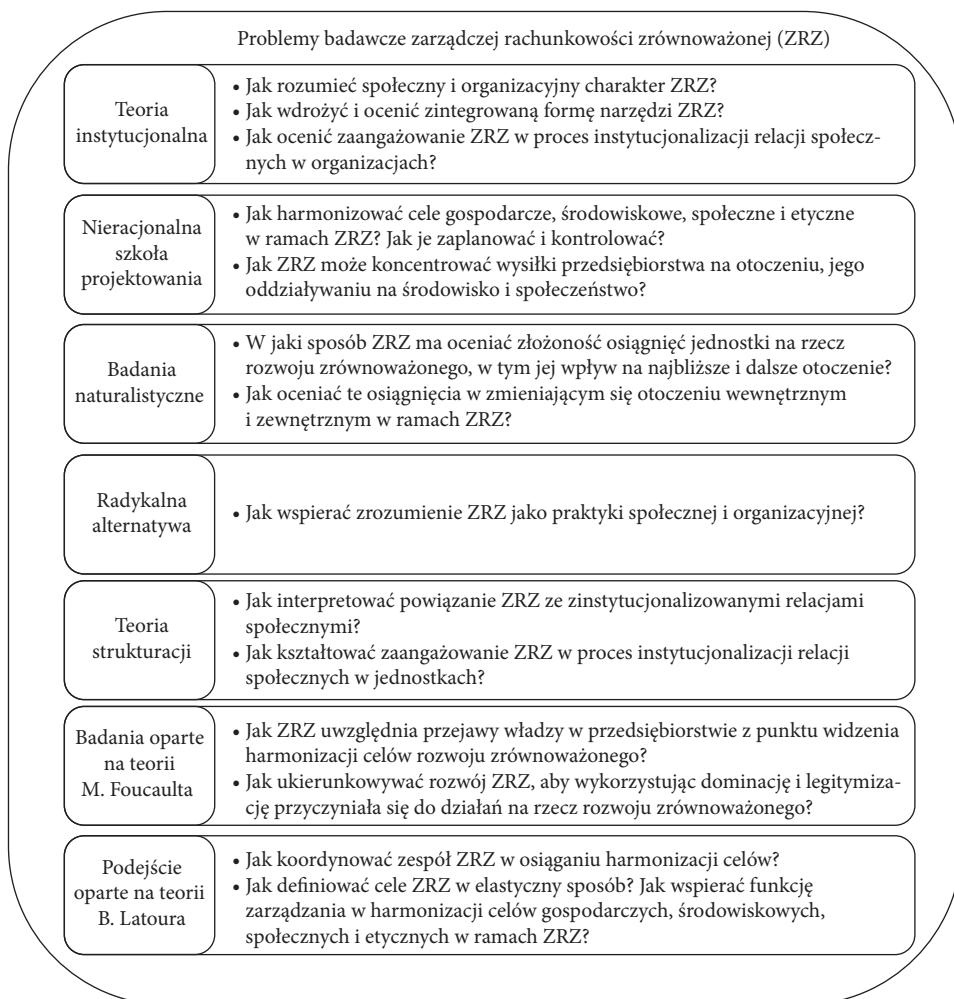 Problemy badawcze zarządczej rachunkowości zrównoważonej (ZRZ)
Teoria
instytucjonalna
• Jak rozumieć społeczny i organizacyjny charakter ZRZ?
• Jak wdrożyć i ocenić zintegrowaną formę narzędzi ZRZ?
• Jak ocenić zaangażowanie ZRZ w proces instytucjonalizacji relacji społecz-
nych w organizacjach?
Nieracjonalna
szkoła
projektowania
• Jak harmonizować cele gospodarcze, środowiskowe, społeczne i etyczne
w ramach ZRZ? Jak je zaplanować i kontrolować?
• Jak ZRZ może koncentrować wysiłki przedsiębiorstwa na otoczeniu, jego
oddziaływaniu na środowisko i społeczeństwo?
Badania
naturalistyczne
• W jaki sposób ZRZ ma oceniać złożoność osiągnięć jednostki na rzecz
rozwoju zrównoważonego, w tym jej wpływ na najbliższe i dalsze otoczenie?
• Jak oceniać te osiągnięcia w zmieniającym się otoczeniu wewnętrznym
i zewnętrznym w ramach ZRZ?
Radykalna
alternatywa
• Jak wspierać zrozumienie ZRZ jako praktyki społecznej i organizacyjnej?
Teoria
strukturacji
• Jak interpretować powiązanie ZRZ ze zinstytucjonalizowanymi relacjami
społecznymi?
• Jak kształtować zaangażowanie ZRZ w proces instytucjonalizacji relacji
społecznych w jednostkach?
Badania oparte
na teorii
M. Foucaulta
• Jak ZRZ uwzględnia przejawy władzy w przedsiębiorstwie z punktu widzenia
harmonizacji celów rozwoju zrównoważonego?
• Jak ukierunkowywać rozwój ZRZ, aby wykorzystując dominację i legitymiza-
cję przyczyniała się do działań na rzecz rozwoju zrównoważonego?
Podejście
oparte na teorii
B. Latoura
• Jak koordynować zespół ZRZ w osiąganiu harmonizacji celów?
• Jak definiować cele ZRZ w elastyczny sposób? Jak wspierać funkcję
zarządzania w harmonizacji celów gospodarczych, środowiskowych,
społecznych i etycznych w ramach ZRZ?